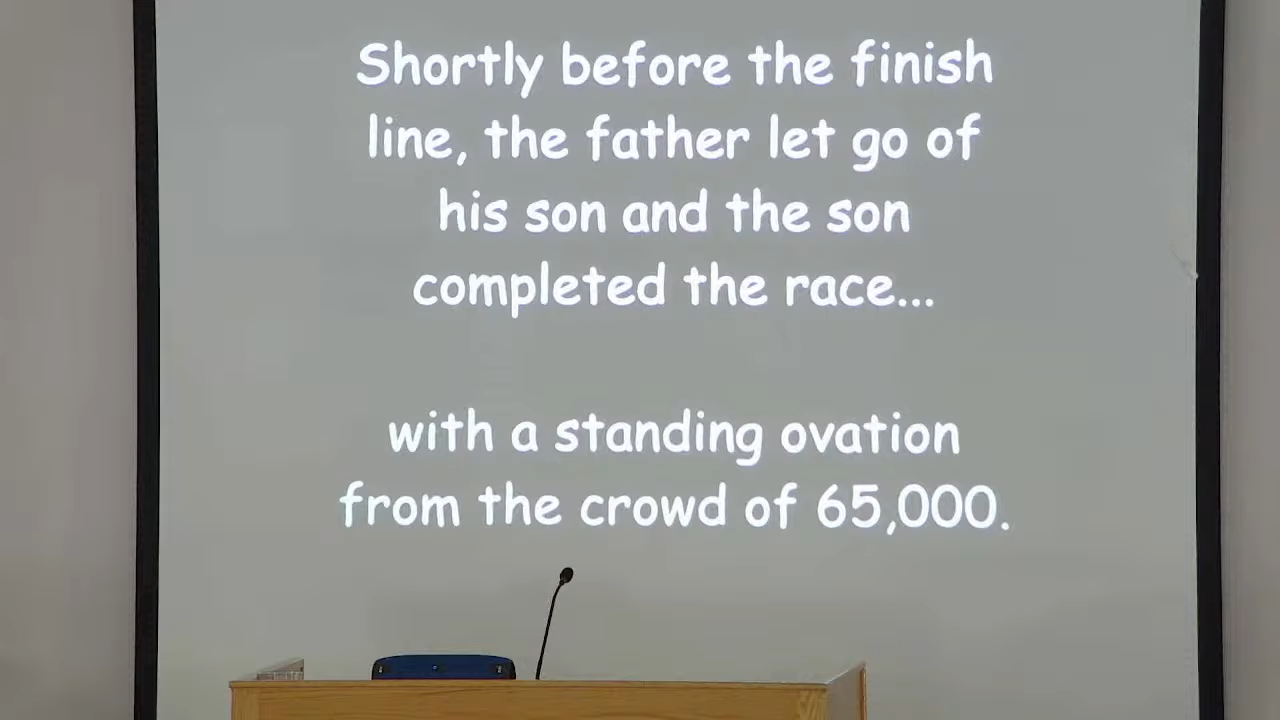 Shortly before the finish
line, the father let go of
his son and the son
completed the race...
with a standing ovation
from the crowd of 65,000.